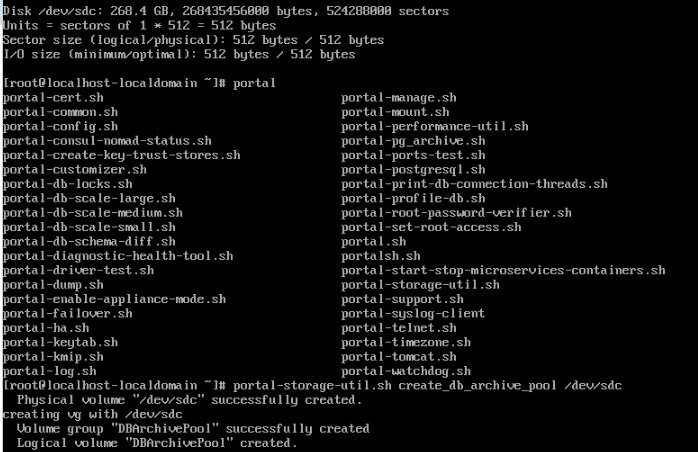 Disk /dev/sdc: 268.4 GB, 268435456000 bytes, 524288000 sectors
Units = sectors of 1 * 512 = 512 bytes
Sector size (logical/physical): 512 bytes / 512 bytes
I/O size (minimum/optimal): 512 bytes / 512 bytes
[root@localhost-localdomain ~]# portal
portal-cert.sh portal-manage.sh
portal-common.sh portal-mount.sh
portal-config.sh portal-performance-util.sh
portal-consul-nomad-status.sh portal-pg_archive.sh
portal-create-key-trust-stores.sh portal-ports-test.sh
portal-customizer.sh portal-postgresql.sh
portal-db-locks.sh portal-print-db-connection-threads.sh
portal-db-scale-large.sh portal-profile-db.sh
portal-db-scale-medium.sh portal-root-password-verifier.sh
portal-db-scale-small.sh portal-set-root-access.sh
portal-db-schema-diff.sh portal.sh
portal-diagnostic-health-tool.sh portalsh.sh
portal-driver-test.sh portal-start-stop-microservices-containers.sh
portal-dump.sh portal-storage-util.sh
portal-enable-appliance-mode.sh portal-support.sh
portal-failover.sh portal-syslog-client
portal-ha.sh portal-telnet.sh
portal-keytab.sh portal-timezone.sh
portal-kmip.sh portal-tomcat.sh
portal-log.sh portal-watchdog.sh
[root@localhost-localdomain ~]# portal-storage-util.sh create_db_archive_pool /dev/sdc
Physical volume "/dev/sdc" successfully created.
creating vg with /dev/sdc
Volume group "DBArchivePool" successfully created
Logical volume "DBArchivePool" created.